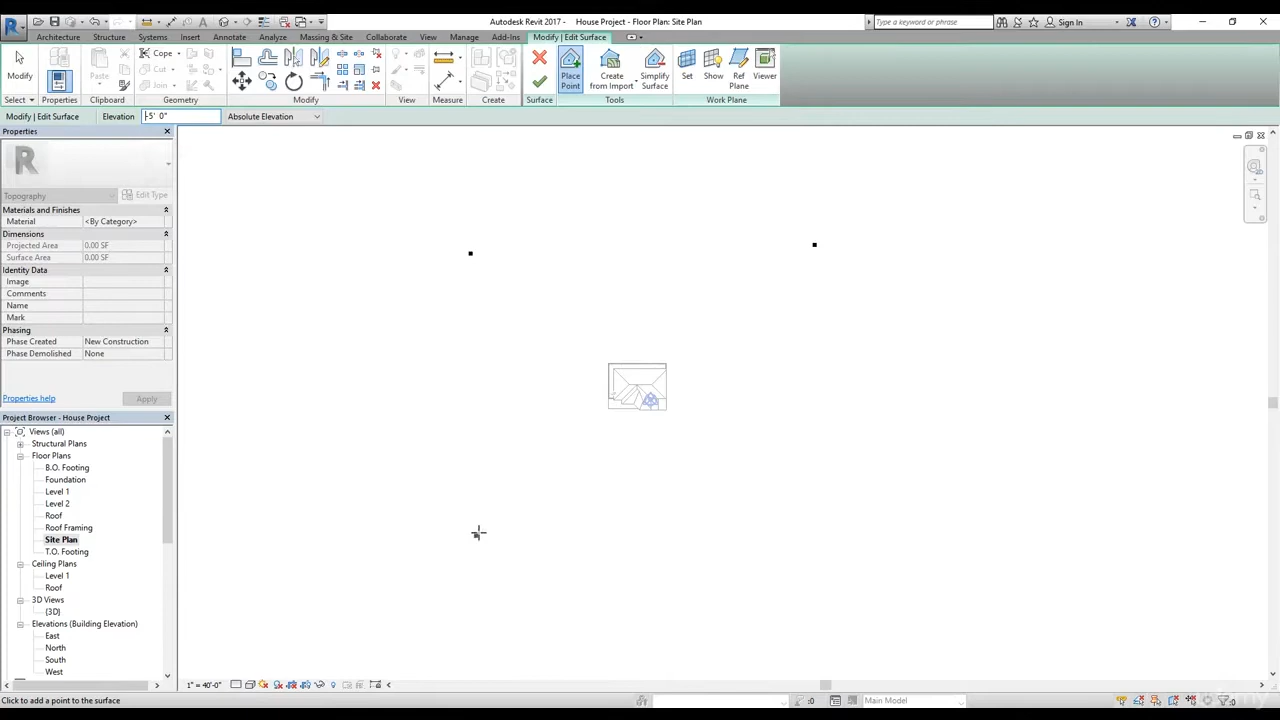 Autodesk Revit 2017 - House Project - Floor Plan: Site Plan
Type a keyword or phrase
Sign In
Architecture Structure Systems Insert Annotate Analyze Massing & Site Collaborate View Manage Add-Ins Modify | Edit Surface
Modify Paste Cope Cut Join Place Point Create from Import Simplify Surface Set Show Ref Plane Viewer
Select Properties Clipboard Geometry Modify View Measure Create Surface Tools Work Plane
Modify | Edit Surface Elevation -5' 0" Absolute Elevation
Properties
Topography Edit Type
Materials and Finishes
Material <By Category>
Dimensions
Projected Area 0.00 SF
Surface Area 0.00 SF
Identity Data
Image
Comments
Name
Mark
Phasing
Phase Created New Construction
Phase Demolished None
Properties help Apply
Project Browser - House Project
Views (all)
Structural Plans
Floor Plans
B.O. Footing
Foundation
Level 1
Level 2
Roof
Roof Framing
Site Plan
T.O. Footing
Ceiling Plans
Level 1
Roof
3D Views
{3D}
Elevations (Building Elevation)
East
North
South
West
1" = 40'-0"
Click to add a point to the surface
:0 Main Model :0